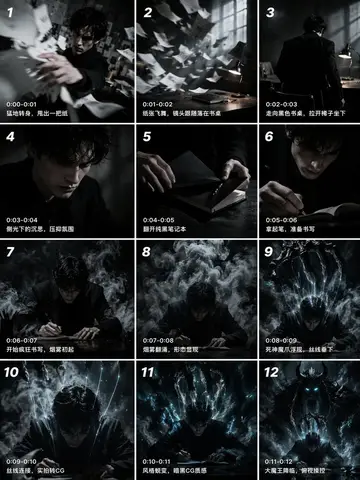 1
0:00-0:01
猛地转身，甩出一把纸
2
0:01-0:02
纸张飞舞，镜头跟随落在书桌
3
0:02-0:03
走向黑色书桌，拉开椅子坐下
4
0:03-0:04
侧光下的沉思，压抑氛围
5
0:04-0:05
翻开纯黑笔记本
6
0:05-0:06
拿起笔，准备书写
7
0:06-0:07
开始疯狂书写，烟雾初起
8
0:07-0:08
烟雾翻涌，形态显现
9
0:08-0:09
死神魔爪浮现，丝线垂下
10
0:09-0:10
丝线连接，实拍转CG
11
0:10-0:11
风格蜕变，暗黑CG质感
12
0:11-0:12
大魔王降临，俯视操控